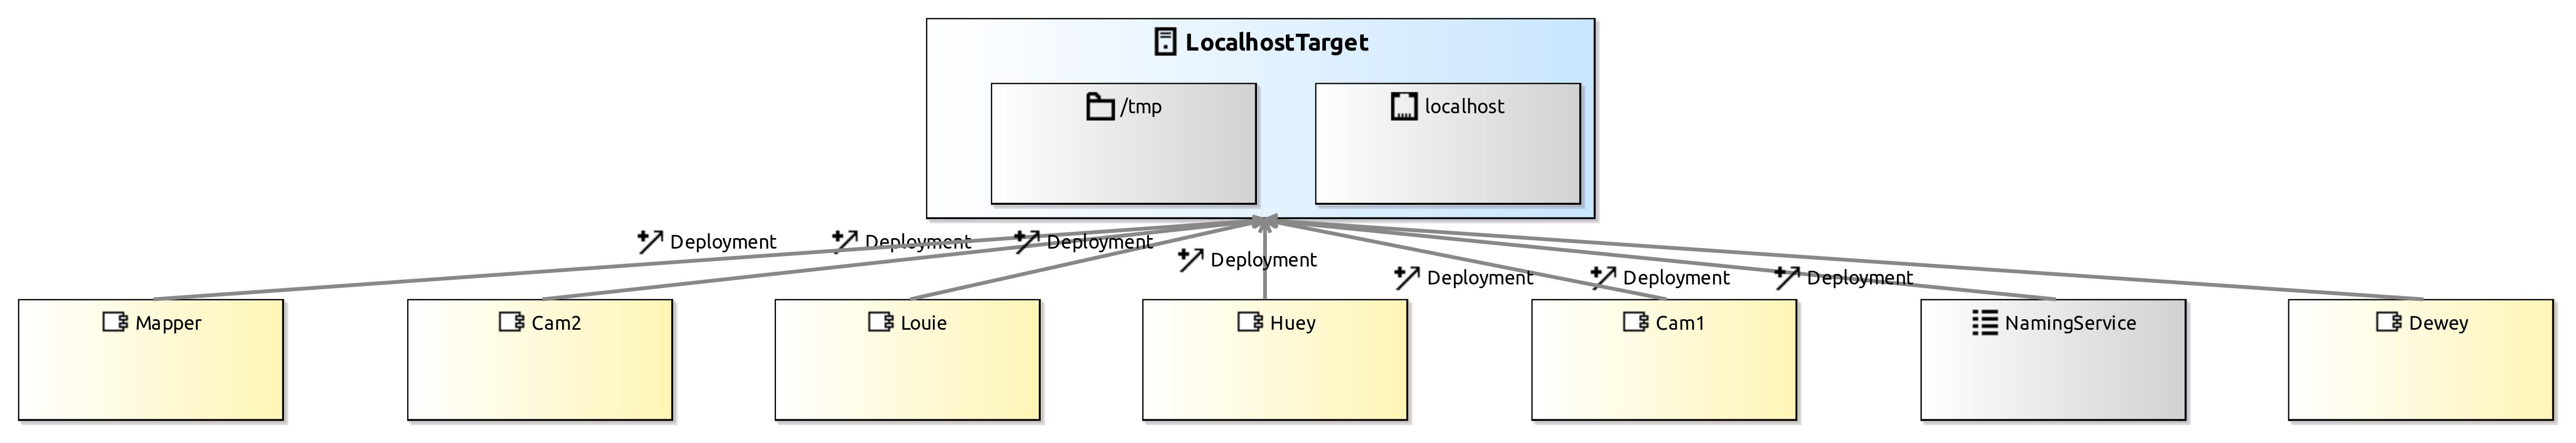 LocalhostTarget
/tmp
localhost
Deployment
Deployment
Deployment
Deployment
Deployment
Deployment
Deployment
Mapper
Cam2
Louie
Huey
Cam1
NamingService
Dewey